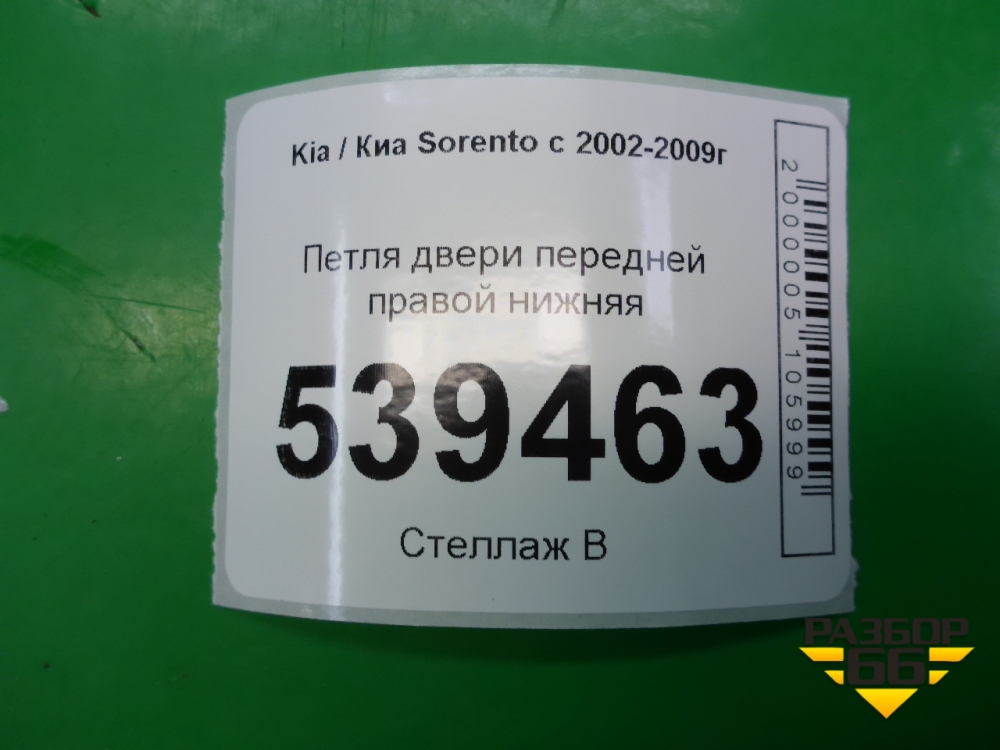 Kia / Киа Sorento с 2002-2009г
Петля двери передней
правой нижняя
539463
Стеллаж В
2000005105999
РАЗБОР
66